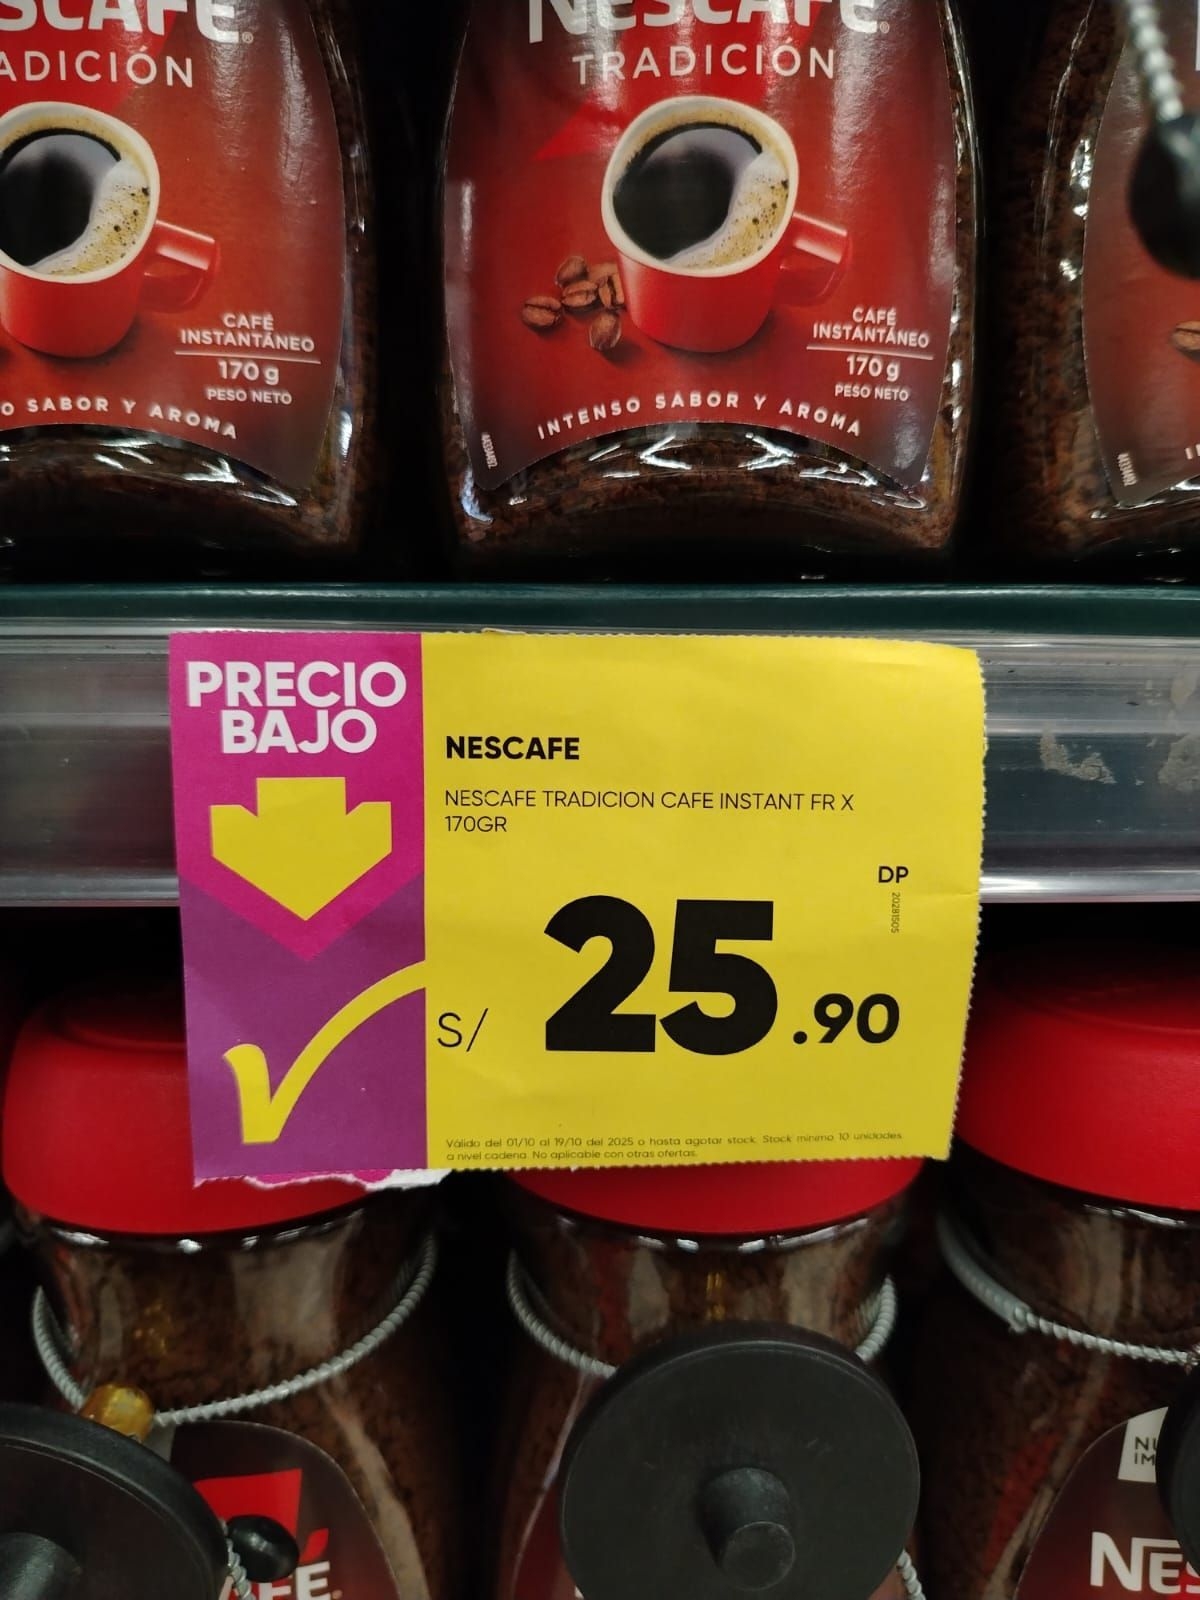 NESCAFÉ
TRADICIÓN
CAFÉ
INSTANTÁNEO
170 g
PESO NETO
O SABOR Y AROMA
NESCAFÉ
TRADICIÓN
CAFÉ
INSTANTÁNEO
170 g
PESO NETO
INTENSO SABOR Y AROMA
PRECIO
BAJO
NESCAFE
NESCAFE TRADICION CAFE INSTANT FR X
170GR
DP
20281505
S/ 25.90
Válido del 01/10 al 19/10 del 2025 o hasta agotar stock. Stock mínimo 10 unidades
a nivel cadena. No aplicable con otras ofertas.